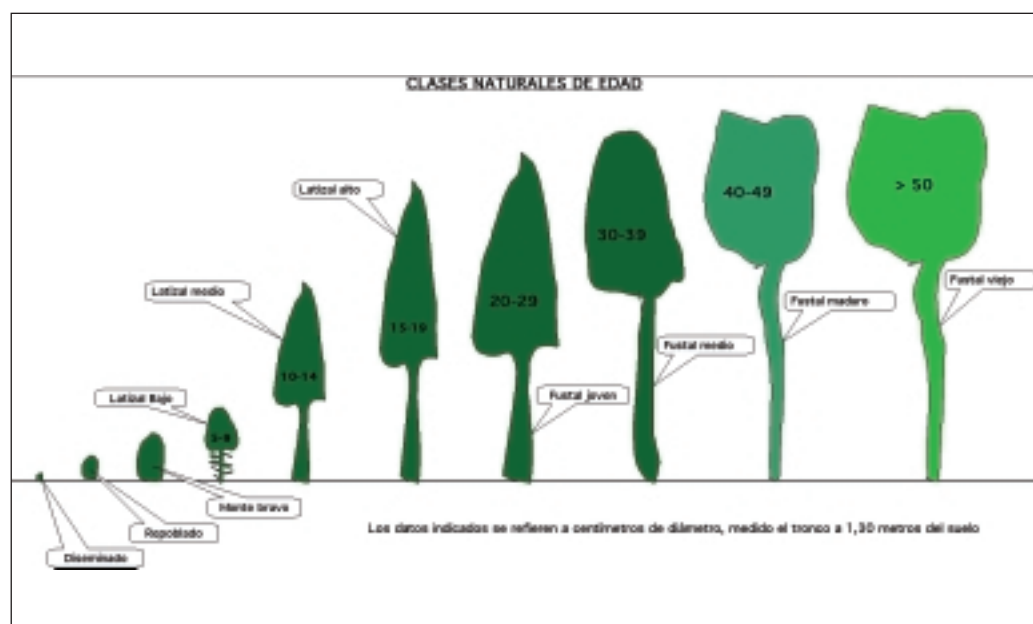 CLASES NATURALES DE EDAD
Diseminado
Repoblado
Monte bravo
Latizal Bajo
5-9
Latizal medio
10-14
Latizal alto
15-19
20-29
Fustal joven
30-39
Fustal medio
40-49
Fustal maduro
> 50
Fustal viejo
Los datos indicados se refieren a centímetros de diámetro, medido el tronco a 1,30 metros del suelo